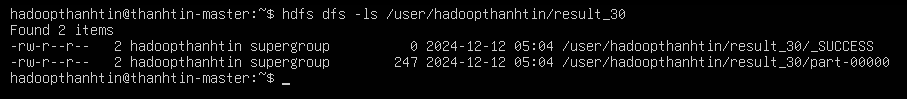 hadoopthanhtin@thanhtin-master:~$ hdfs dfs -ls /user/hadoopthanhtin/result_30
Found 2 items
-rw-r--r--   2 hadoopthanhtin supergroup          0 2024-12-12 05:04 /user/hadoopthanhtin/result_30/_SUCCESS
-rw-r--r--   2 hadoopthanhtin supergroup        247 2024-12-12 05:04 /user/hadoopthanhtin/result_30/part-00000
hadoopthanhtin@thanhtin-master:~$ _